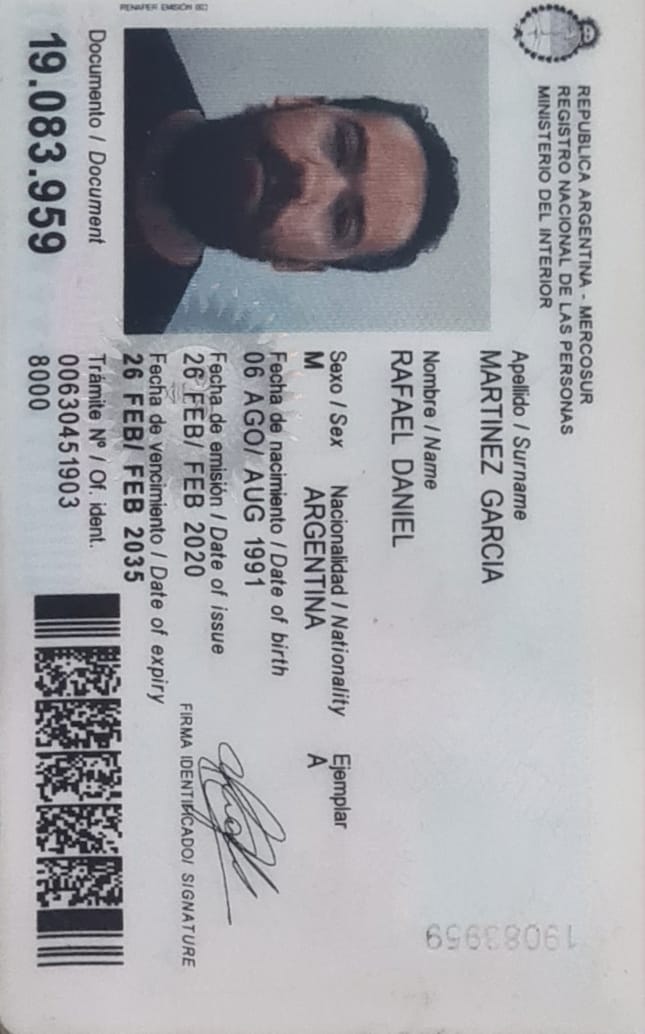 REPUBLICA ARGENTINA - MERCOSUR
REGISTRO NACIONAL DE LAS PERSONAS
MINISTERIO DEL INTERIOR
Apellido / Surname
MARTINEZ GARCIA
Nombre / Name
RAFAEL DANIEL
Sexo / Sex Nacionalidad / Nationality Ejemplar
M ARGENTINA A
Fecha de nacimiento / Date of birth
06 AGO/ AUG 1991
Fecha de emisión / Date of issue
26 FEB/ FEB 2020
Fecha de vencimiento / Date of expiry
26 FEB/ FEB 2035
FIRMA IDENTIFICADO/ SIGNATURE
Documento / Document
19.083.959
Trámite Nº / Of. ident.
00630451903
8000
RENAPER EMISIÓN
19083959